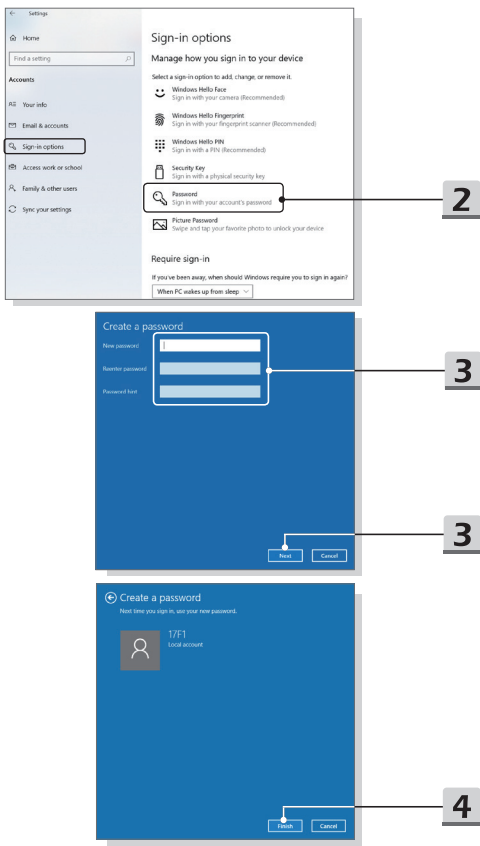 Settings
Home
Find a setting
Accounts
Your info
Email & accounts
Sign-in options
Access work or school
Family & other users
Sync your settings
Sign-in options
Manage how you sign in to your device
Select a sign-in option to add, change, or remove it.
Windows Hello Face
Sign in with your camera (Recommended)
Windows Hello Fingerprint
Sign in with your fingerprint scanner (Recommended)
Windows Hello PIN
Sign in with a PIN (Recommended)
Security Key
Sign in with a physical security key
Password
Sign in with your account's password
Picture Password
Swipe and tap your favorite photo to unlock your device
Require sign-in
If you've been away, when should Windows require you to sign in again?
When PC wakes up from sleep
2
Create a password
New password
Reenter password
Password hint
3
Next Cancel
3
Create a password
Next time you sign in, use your new password.
17F1
Local account
Finish Cancel
4